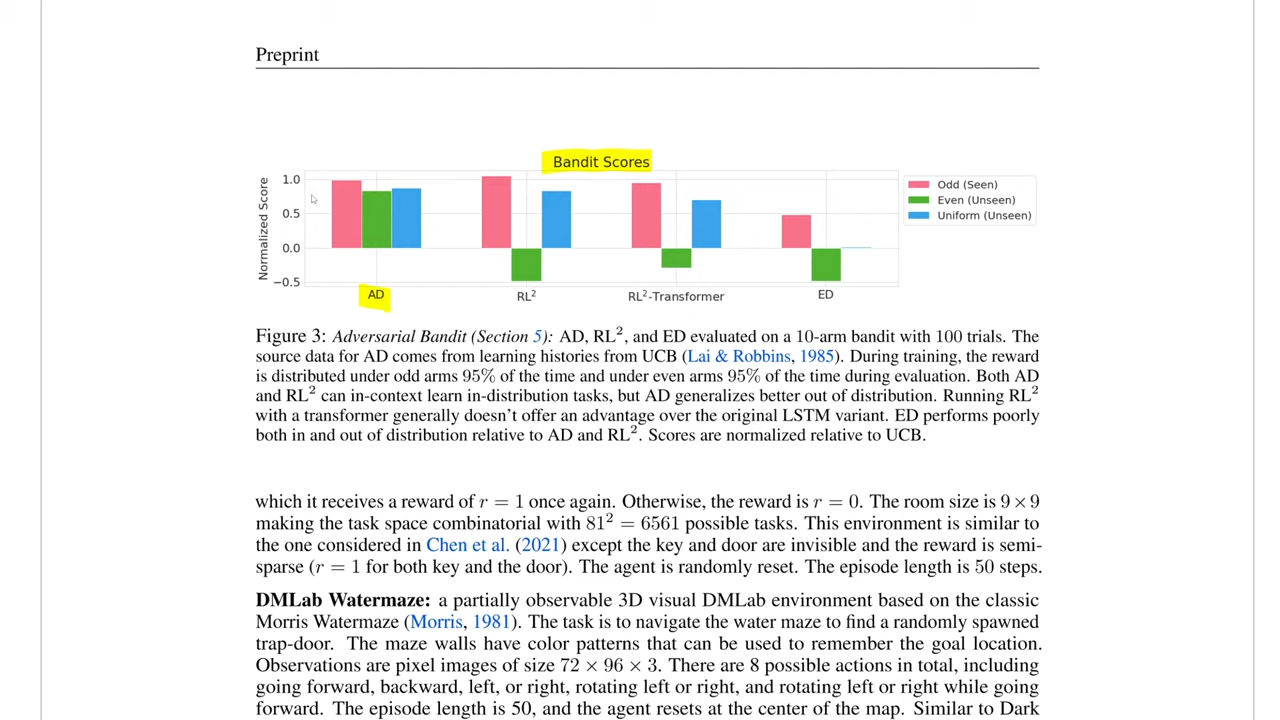 Preprint
Bandit Scores
Normalized Score
1.0
0.5
0.0
−0.5
AD
RL²
RL²-Transformer
ED
Odd (Seen)
Even (Unseen)
Uniform (Unseen)
Figure 3: Adversarial Bandit (Section 5): AD, RL², and ED evaluated on a 10-arm bandit with 100 trials. The
source data for AD comes from learning histories from UCB (Lai & Robbins, 1985). During training, the reward
is distributed under odd arms 95% of the time and under even arms 95% of the time during evaluation. Both AD
and RL² can in-context learn in-distribution tasks, but AD generalizes better out of distribution. Running RL²
with a transformer generally doesn't offer an advantage over the original LSTM variant. ED performs poorly
both in and out of distribution relative to AD and RL². Scores are normalized relative to UCB.
which it receives a reward of r = 1 once again. Otherwise, the reward is r = 0. The room size is 9 × 9
making the task space combinatorial with 81² = 6561 possible tasks. This environment is similar to
the one considered in Chen et al. (2021) except the key and door are invisible and the reward is semi-
sparse (r = 1 for both key and the door). The agent is randomly reset. The episode length is 50 steps.
DMLab Watermaze: a partially observable 3D visual DMLab environment based on the classic
Morris Watermaze (Morris, 1981). The task is to navigate the water maze to find a randomly spawned
trap-door. The maze walls have color patterns that can be used to remember the goal location.
Observations are pixel images of size 72 × 96 × 3. There are 8 possible actions in total, including
going forward, backward, left, or right, rotating left or right, and rotating left or right while going
forward. The episode length is 50, and the agent resets at the center of the map. Similar to Dark